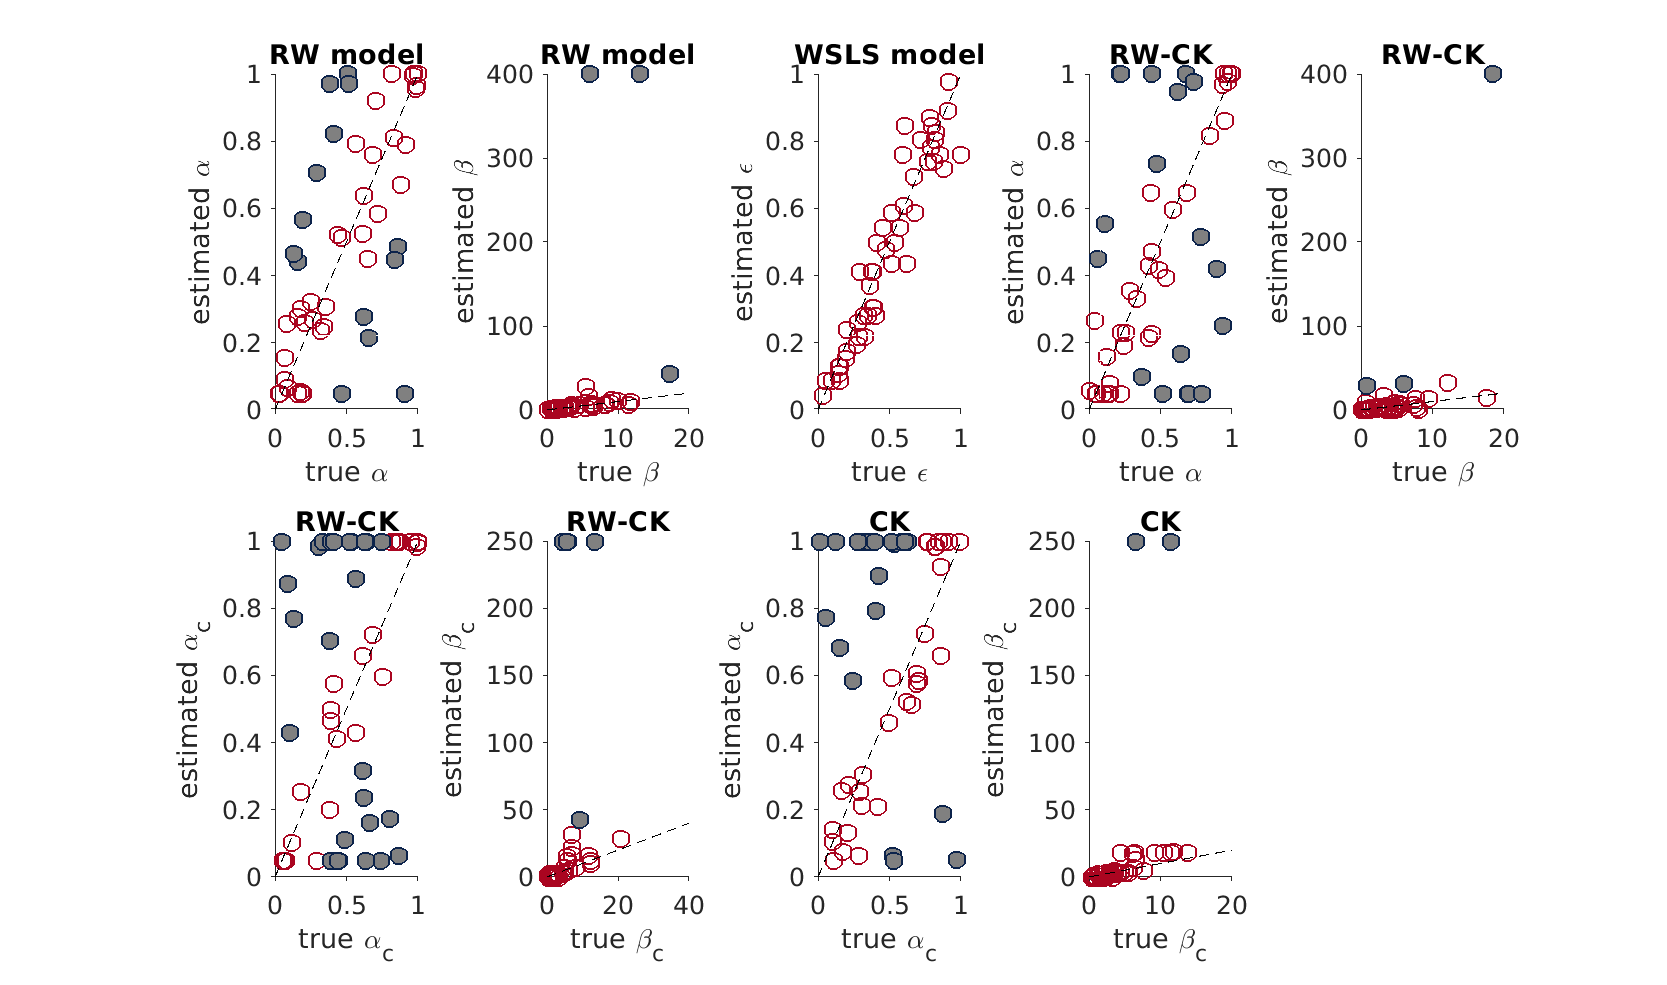 RW model
RW model
WSLS model
RW-CK
RW-CK
estimated α
1
0.8
0.6
0.4
0.2
0
0 0.5 1
true α
estimated β
400
300
200
100
0
0 10 20
true β
estimated ϵ
1
0.8
0.6
0.4
0.2
0
0 0.5 1
true ϵ
estimated α
1
0.8
0.6
0.4
0.2
0
0 0.5 1
true α
estimated β
400
300
200
100
0
0 10 20
true β
RW-CK
RW-CK
CK
CK
estimated α_c
1
0.8
0.6
0.4
0.2
0
0 0.5 1
true α_c
estimated β_c
250
200
150
100
50
0
0 20 40
true β_c
estimated α_c
1
0.8
0.6
0.4
0.2
0
0 0.5 1
true α_c
estimated β_c
250
200
150
100
50
0
0 10 20
true β_c